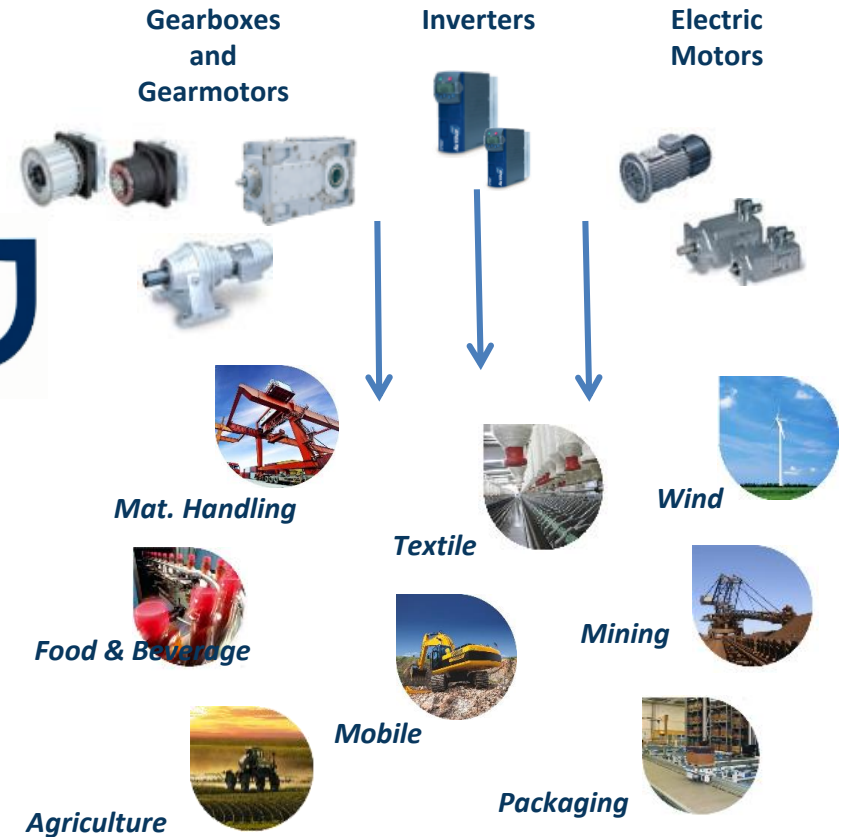 Gearboxes
and
Gearmotors
Inverters
Electric
Motors
Mat. Handling
Textile
Wind
Food & Beverage
Mining
Mobile
Agriculture
Packaging